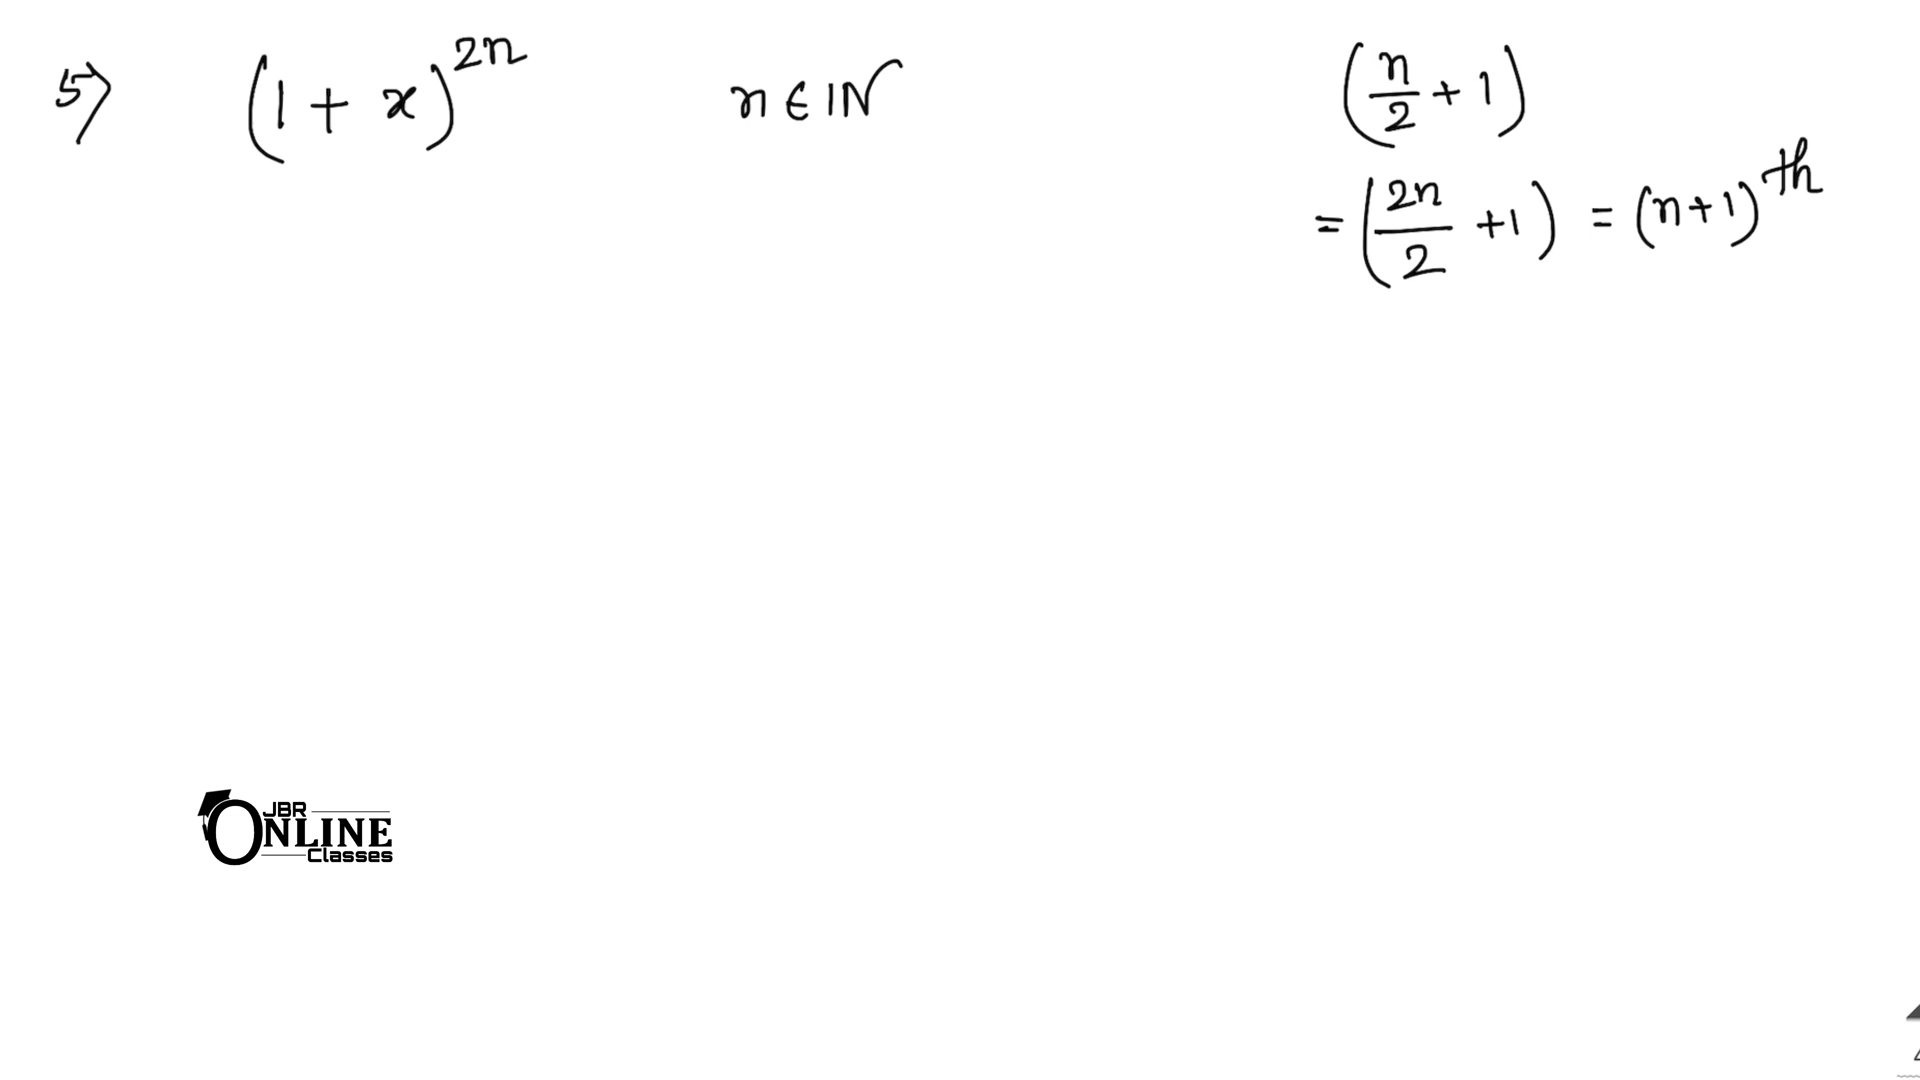 5) (1 + x)^{2n} n ∈ IN (n/2 + 1)
= (2n/2 + 1) = (n+1)^{th}
JBR
ONLINE
Classes